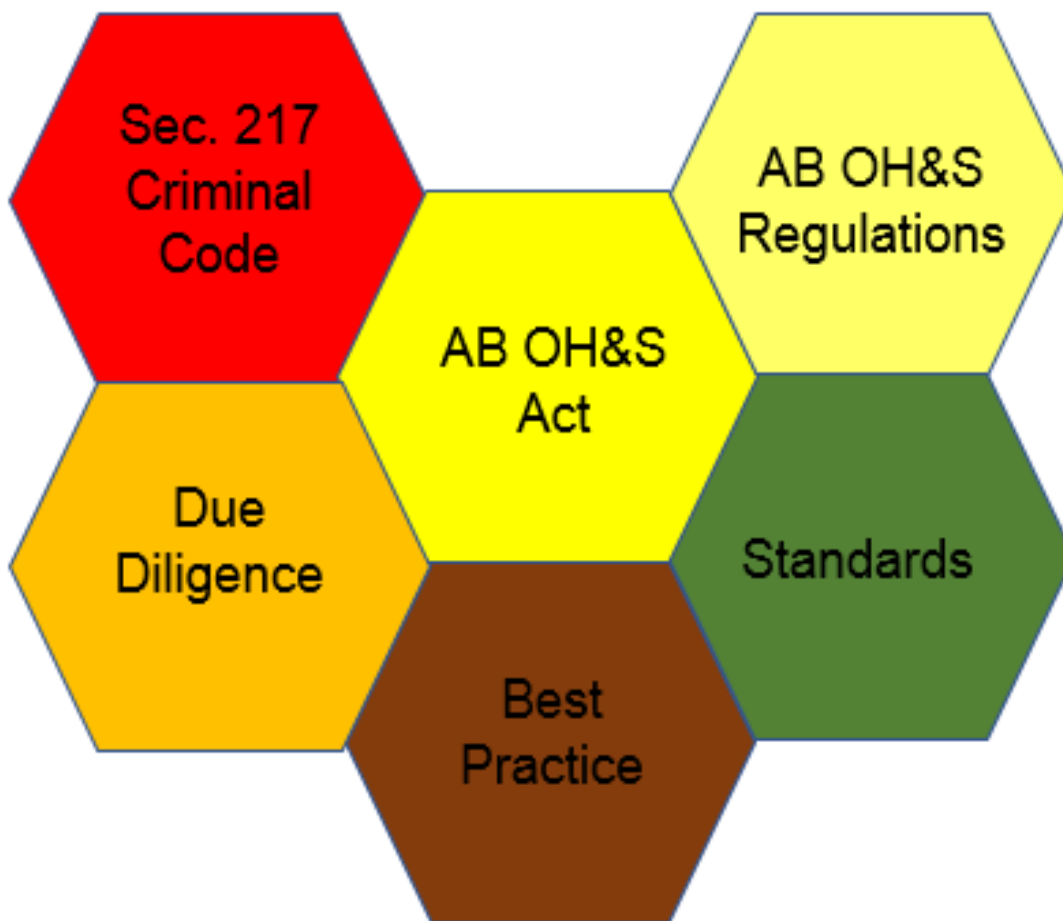 Sec. 217
Criminal
Code
AB OH&S
Regulations
AB OH&S
Act
Due
Diligence
Standards
Best
Practice